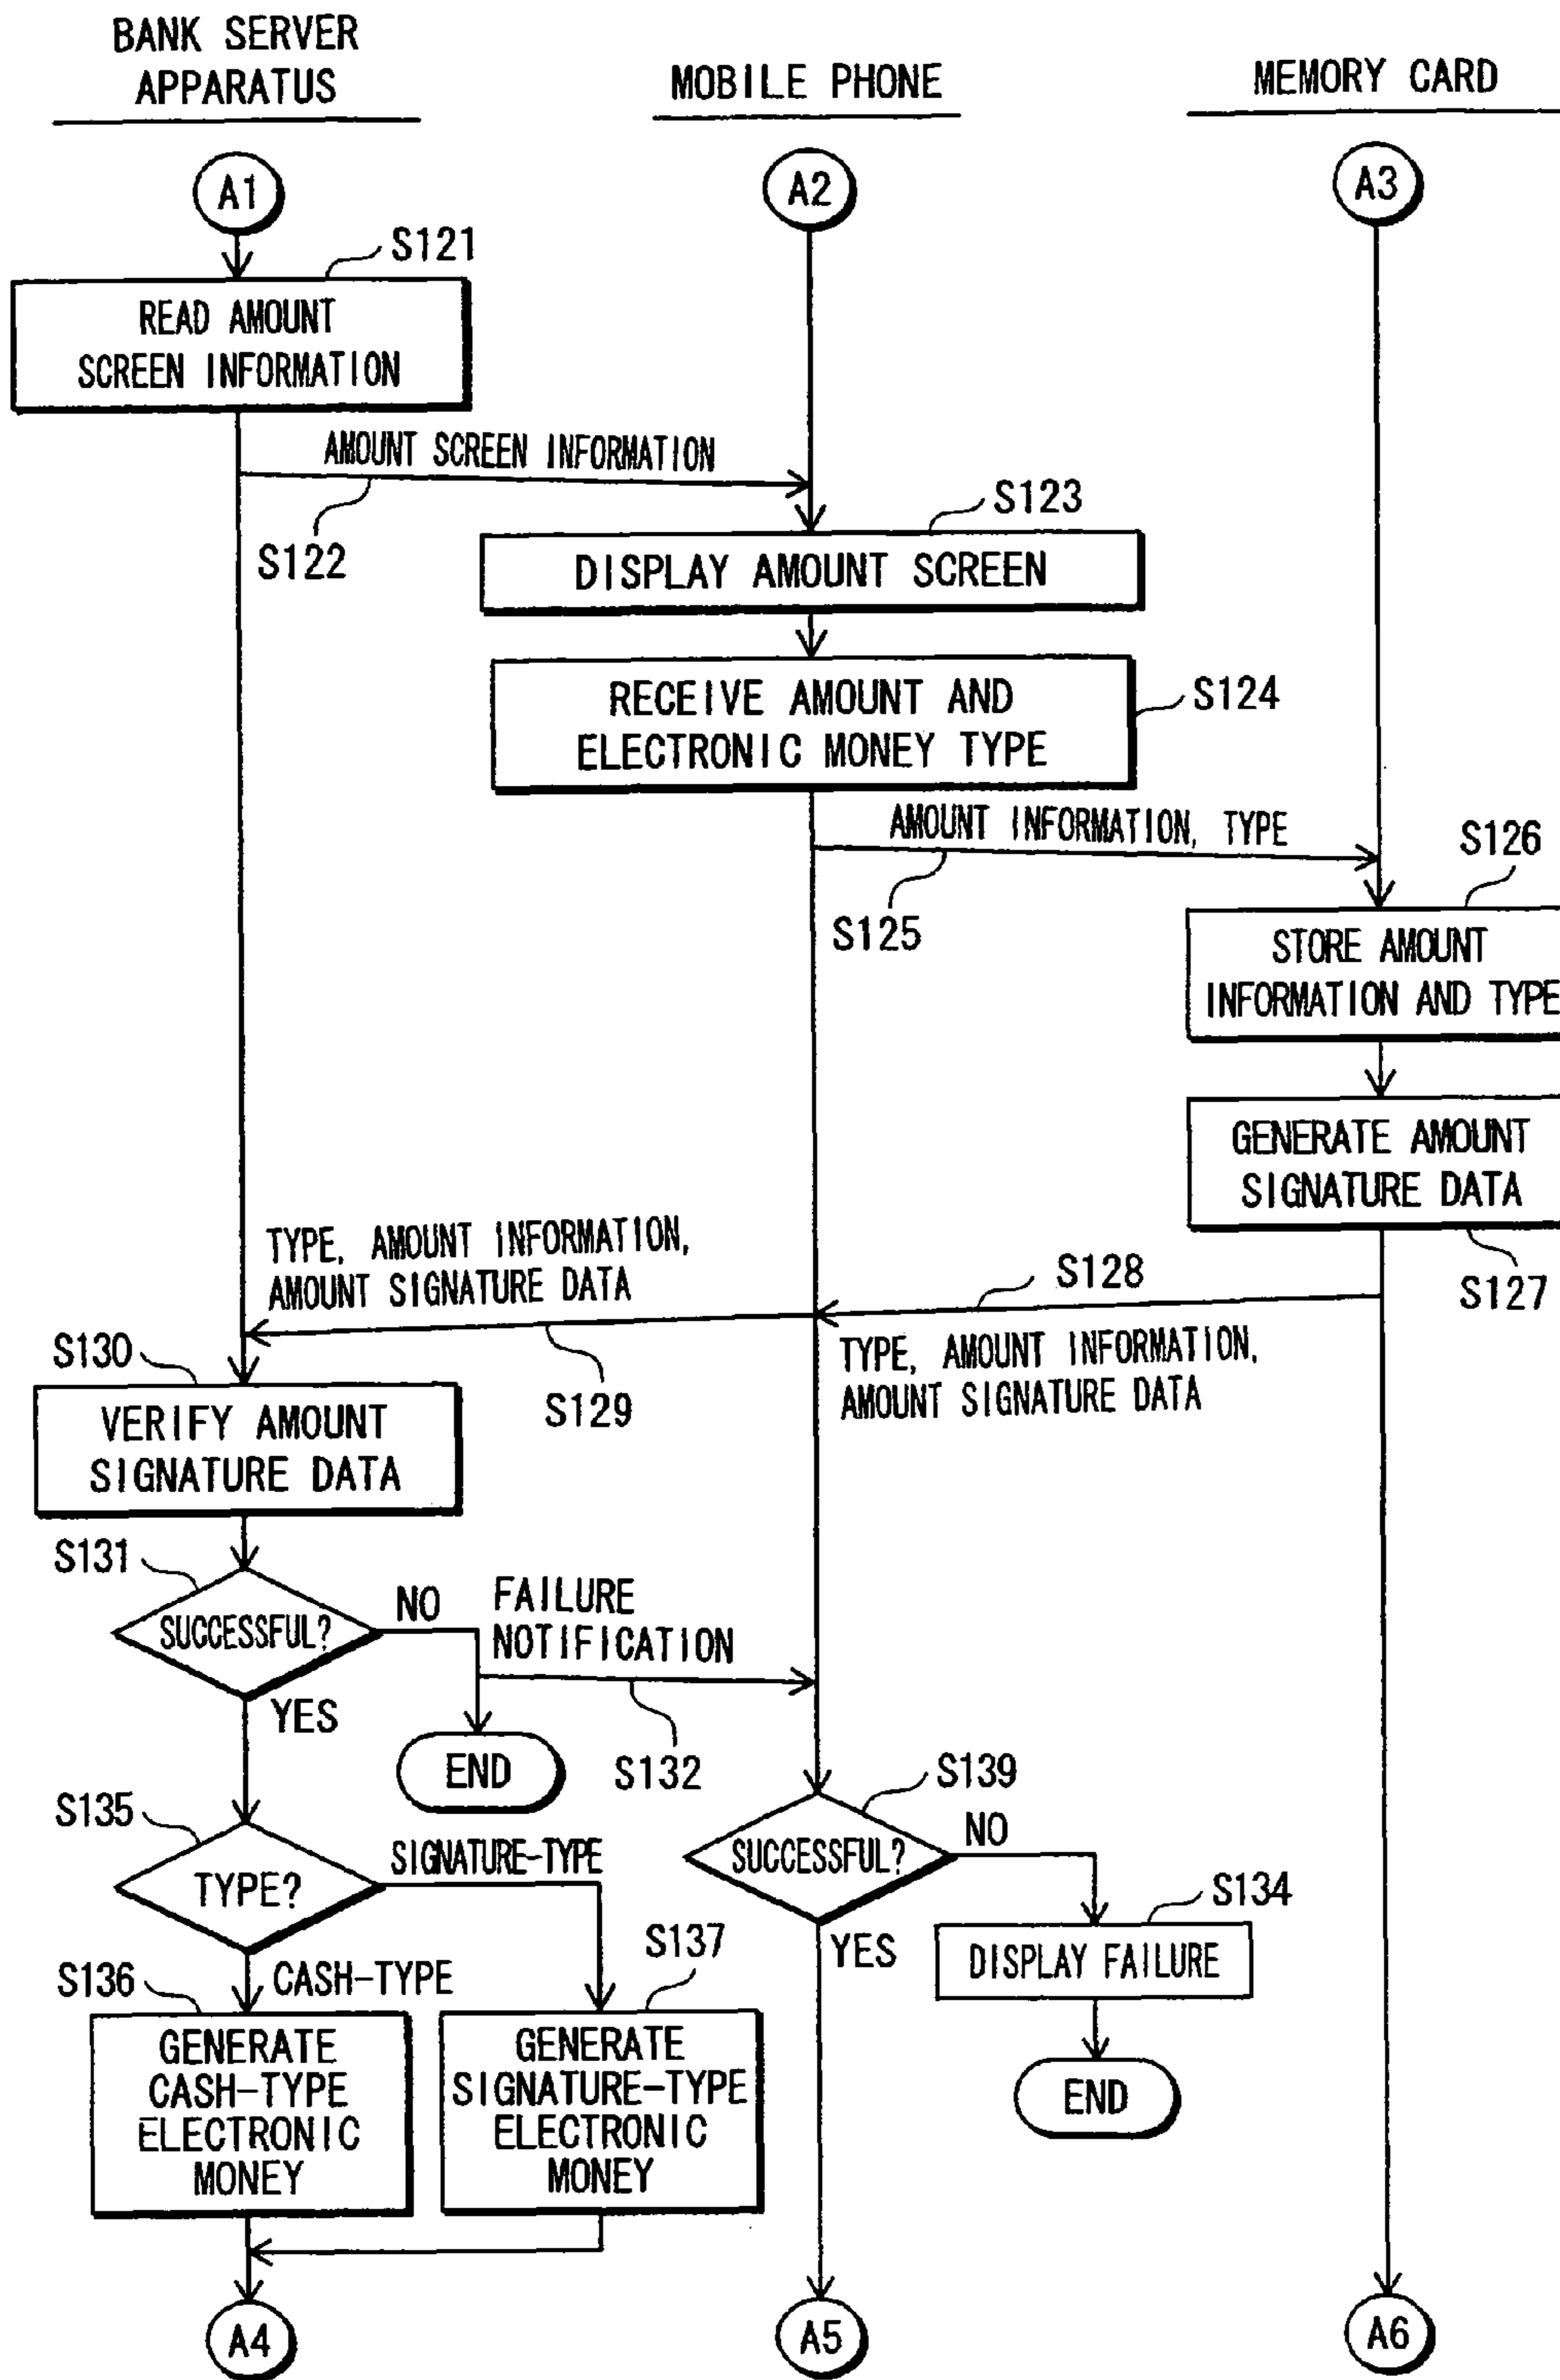 BANK SERVER
APPARATUS
MOBILE PHONE
MEMORY CARD
A1
A2
A3
S121
READ AMOUNT
SCREEN INFORMATION
AMOUNT SCREEN INFORMATION
S122
S123
DISPLAY AMOUNT SCREEN
RECEIVE AMOUNT AND
ELECTRONIC MONEY TYPE
S124
AMOUNT INFORMATION, TYPE
S125
S126
STORE AMOUNT
INFORMATION AND TYPE
GENERATE AMOUNT
SIGNATURE DATA
S127
TYPE, AMOUNT INFORMATION,
AMOUNT SIGNATURE DATA
S128
S129
TYPE, AMOUNT INFORMATION,
AMOUNT SIGNATURE DATA
S130
VERIFY AMOUNT
SIGNATURE DATA
S131
SUCCESSFUL?
NO
FAILURE
NOTIFICATION
YES
END
S132
S139
SUCCESSFUL?
NO
YES
S134
DISPLAY FAILURE
END
S135
TYPE?
SIGNATURE-TYPE
CASH-TYPE
S136
GENERATE
CASH-TYPE
ELECTRONIC
MONEY
S137
GENERATE
SIGNATURE-TYPE
ELECTRONIC
MONEY
A4
A5
A6